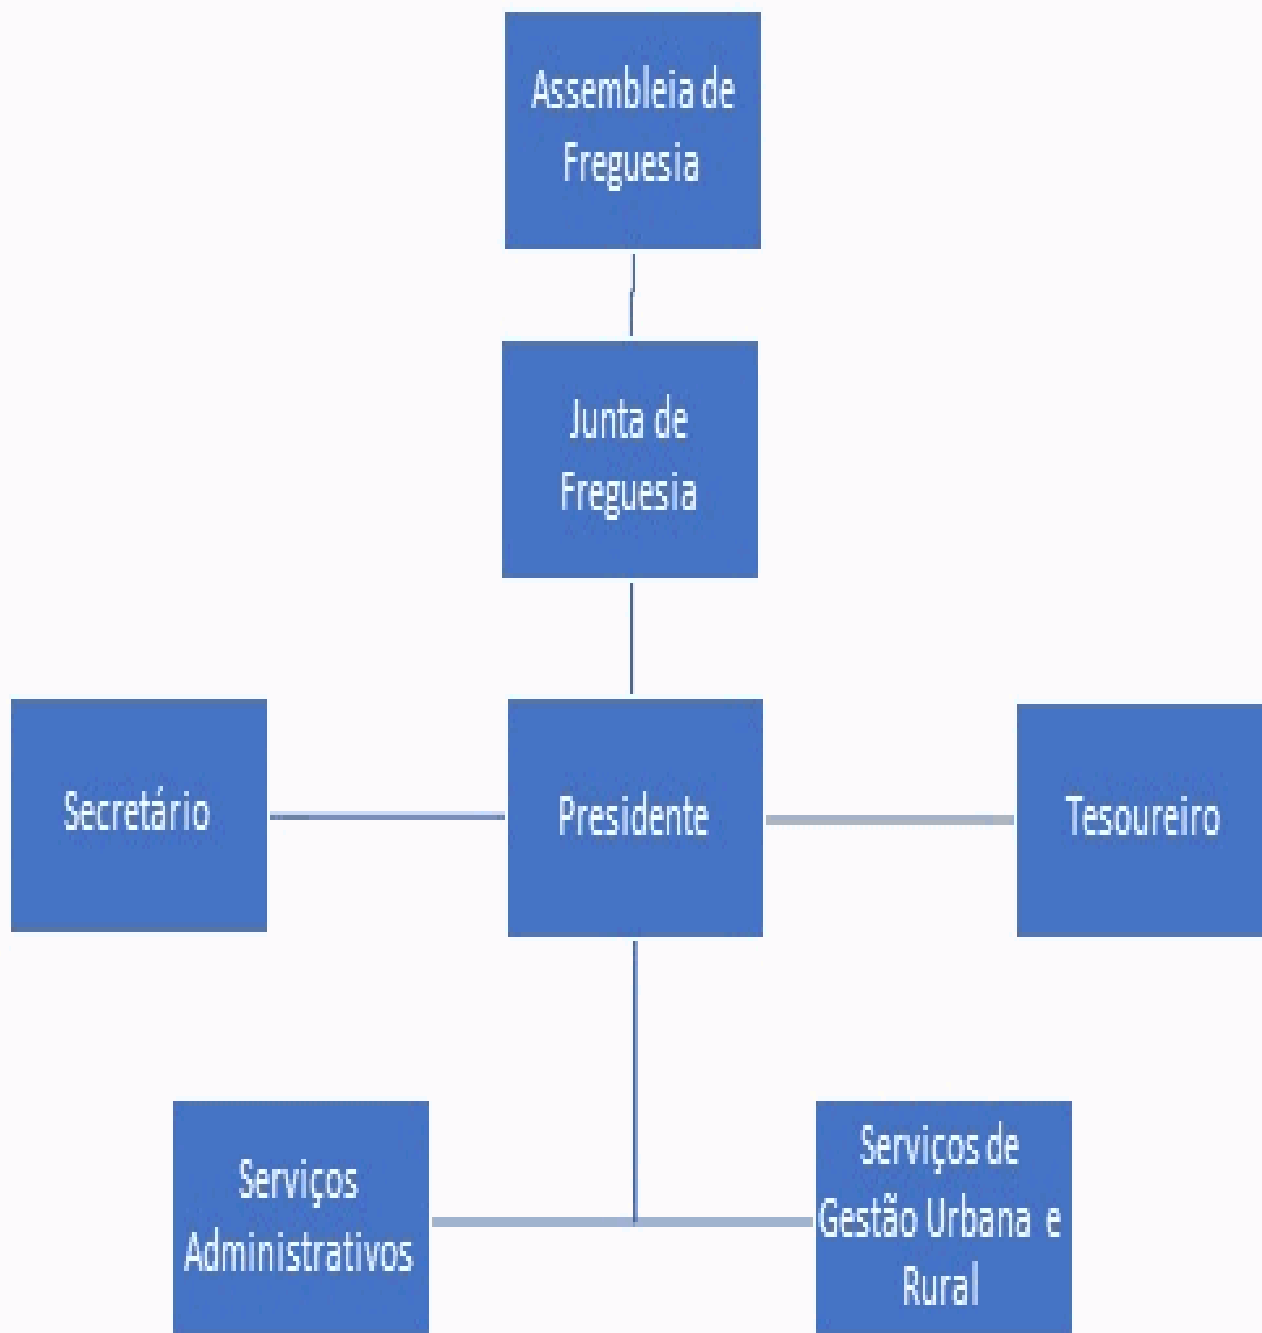 Assembleia de
Freguesia
Junta de
Freguesia
Secretário
Presidente
Tesoureiro
Serviços
Administrativos
Serviços de
Gestão Urbana e
Rural